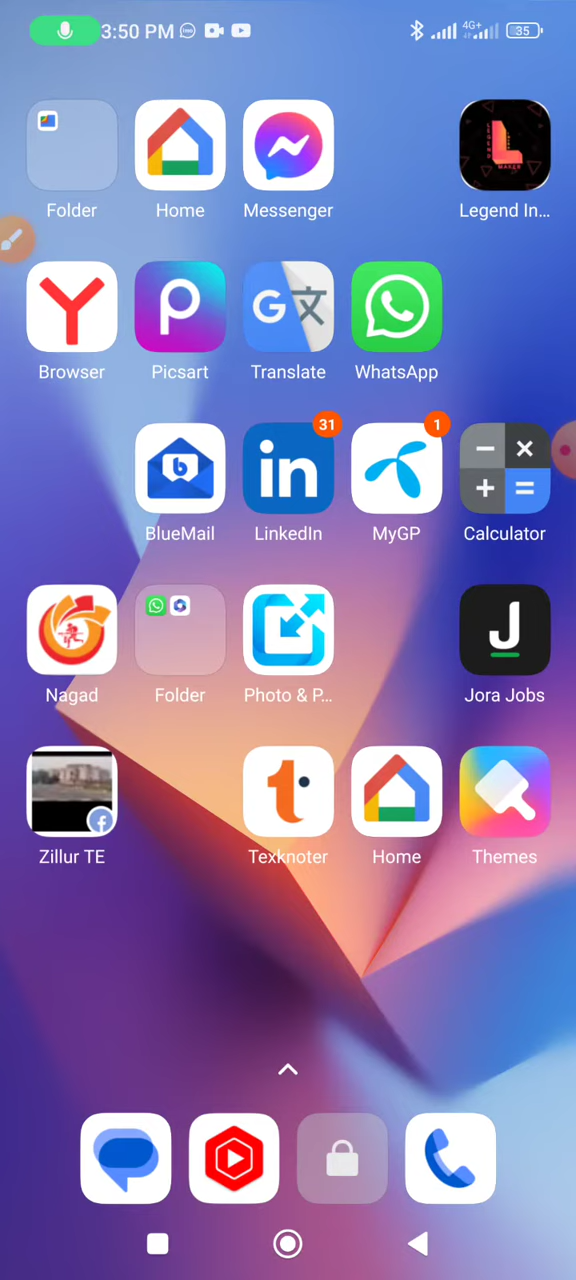 3:50 PM
4G+
35
Folder
Home
Messenger
Legend In...
Browser
Picsart
Translate
WhatsApp
31
1
BlueMail
LinkedIn
MyGP
Calculator
Nagad
Folder
Photo & P...
Jora Jobs
Zillur TE
Texknoter
Home
Themes